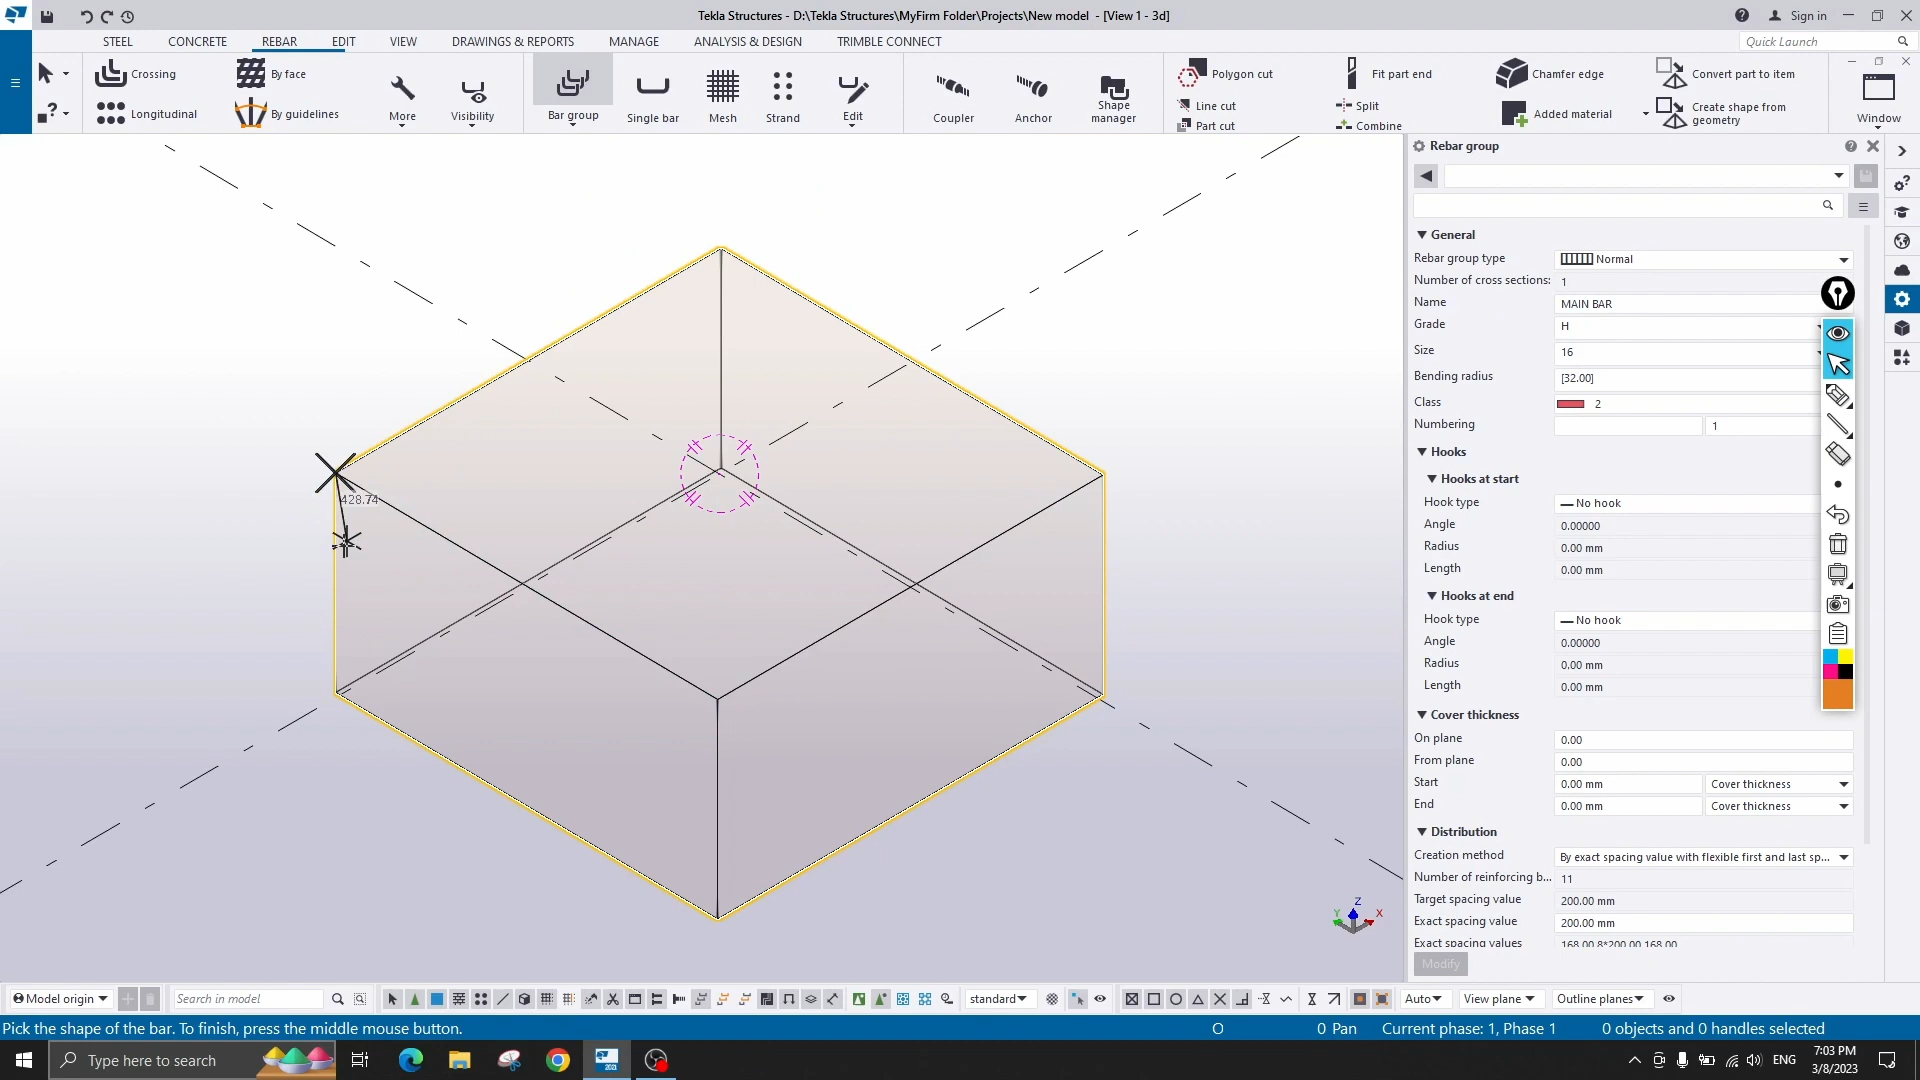 Tekla Structures - D:\Tekla Structures\MyFirm Folder\Projects\New model - [View 1 - 3d]
Sign in
STEEL
CONCRETE
REBAR
EDIT
VIEW
DRAWINGS & REPORTS
MANAGE
ANALYSIS & DESIGN
TRIMBLE CONNECT
Quick Launch
Crossing
Longitudinal
By face
By guidelines
More
Visibility
Bar group
Single bar
Mesh
Strand
Edit
Coupler
Anchor
Shape
manager
Polygon cut
Line cut
Part cut
Fit part end
Split
Combine
Chamfer edge
Added material
Convert part to item
Create shape from
geometry
Window
428.74
Z
Y
X
Rebar group
General
Rebar group type
Normal
Number of cross sections:
1
Name
MAIN BAR
Grade
H
Size
16
Bending radius
[32.00]
Class
2
Numbering
1
Hooks
Hooks at start
Hook type
No hook
Angle
0.00000
Radius
0.00 mm
Length
0.00 mm
Hooks at end
Hook type
No hook
Angle
0.00000
Radius
0.00 mm
Length
0.00 mm
Cover thickness
On plane
0.00
From plane
0.00
Start
0.00 mm
Cover thickness
End
0.00 mm
Cover thickness
Distribution
Creation method
By exact spacing value with flexible first and last sp...
Number of reinforcing b...
11
Target spacing value
200.00 mm
Exact spacing value
200.00 mm
Exact spacing values
168.00 8*200.00 168.00
Modify
Model origin
Search in model
standard
Auto
View plane
Outline planes
Pick the shape of the bar. To finish, press the middle mouse button.
O
0 Pan
Current phase: 1, Phase 1
0 objects and 0 handles selected
Type here to search
ENG
7:03 PM
3/8/2023